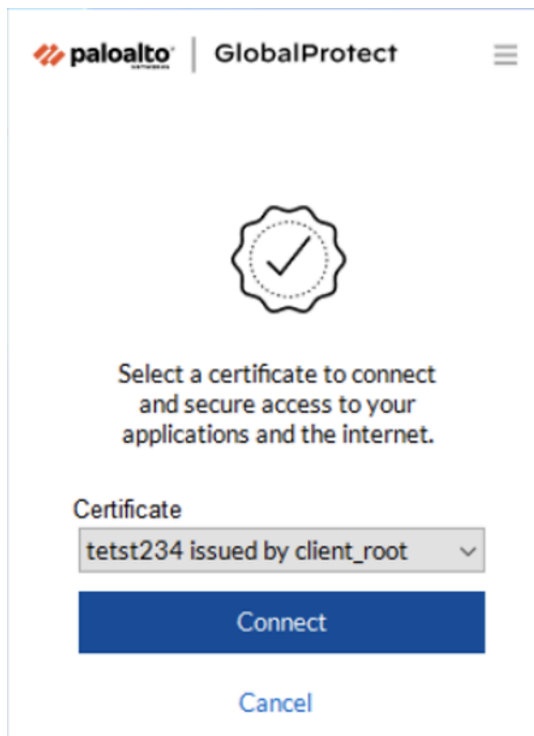 paloalto | GlobalProtect
NETWORKS
Select a certificate to connect
and secure access to your
applications and the internet.
Certificate
tetst234 issued by client_root
Connect
Cancel